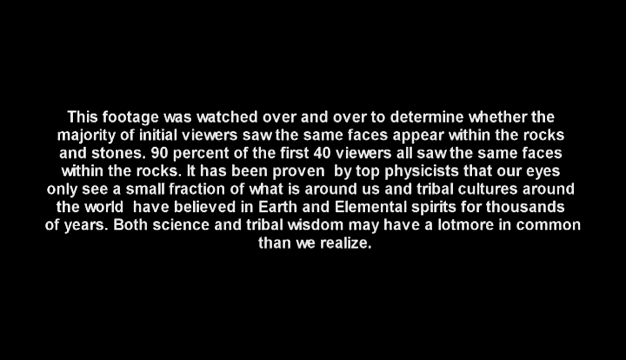 This footage was watched over and over to determine whether the
majority of initial viewers saw the same faces appear within the rocks
and stones. 90 percent of the first 40 viewers all saw the same faces
within the rocks. It has been proven  by top physicists that our eyes
only see a small fraction of what is around us and tribal cultures around
the world  have believed in Earth and Elemental spirits for thousands
of years. Both science and tribal wisdom may have a lotmore in common
than we realize.